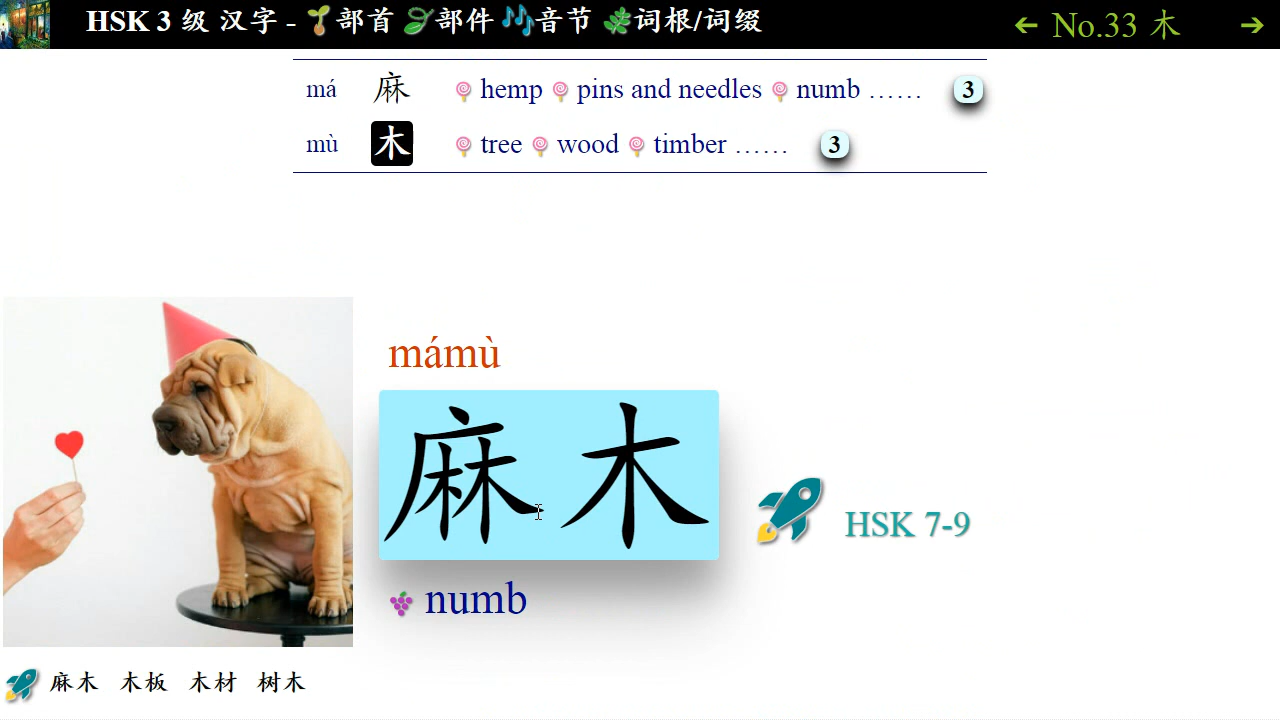 HSK 3 级 汉字 - 部首 部件 音节 词根/词缀
← No.33 木 →
má 麻 hemp pins and needles numb …… 3
mù 木 tree wood timber …… 3
mámù
麻木
HSK 7-9
numb
麻木 木板 木材 树木